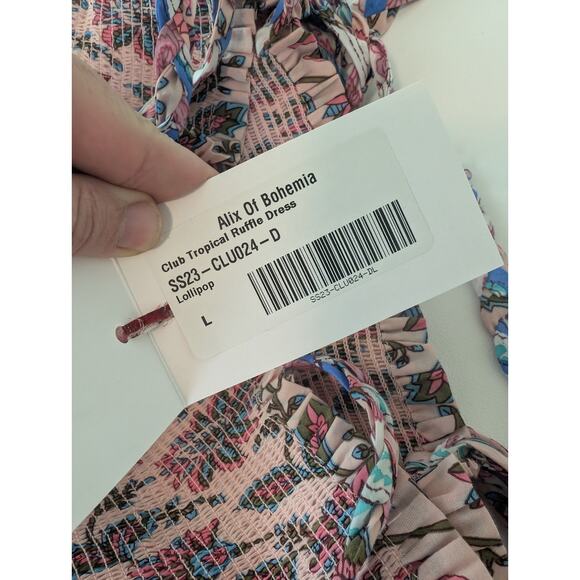 Alix Of Bohemia
Club Tropical Ruffle Dress
SS23-CLU024-D
Lollipop
L
SS23-CLU024-DL